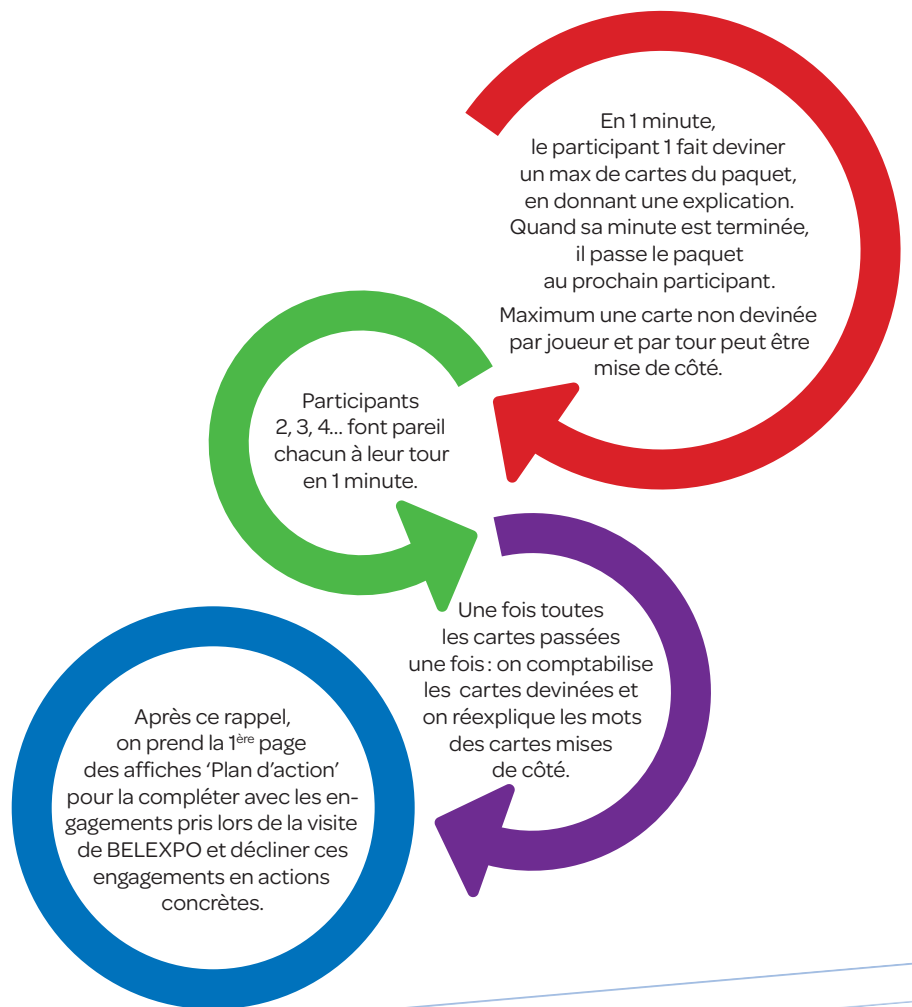 En 1 minute,
le participant 1 fait deviner
un max de cartes du paquet,
en donnant une explication.
Quand sa minute est terminée,
il passe le paquet
au prochain participant.
Maximum une carte non devinée
par joueur et par tour peut être
mise de côté.
Participants
2, 3, 4... font pareil
chacun à leur tour
en 1 minute.
Une fois toutes
les cartes passées
une fois : on comptabilise
les cartes devinées et
on réexplique les mots
des cartes mises
de côté.
Après ce rappel,
on prend la 1ère page
des affiches ‘Plan d’action’
pour la compléter avec les en-
gagements pris lors de la visite
de BELEXPO et décliner ces
engagements en actions
concrètes.